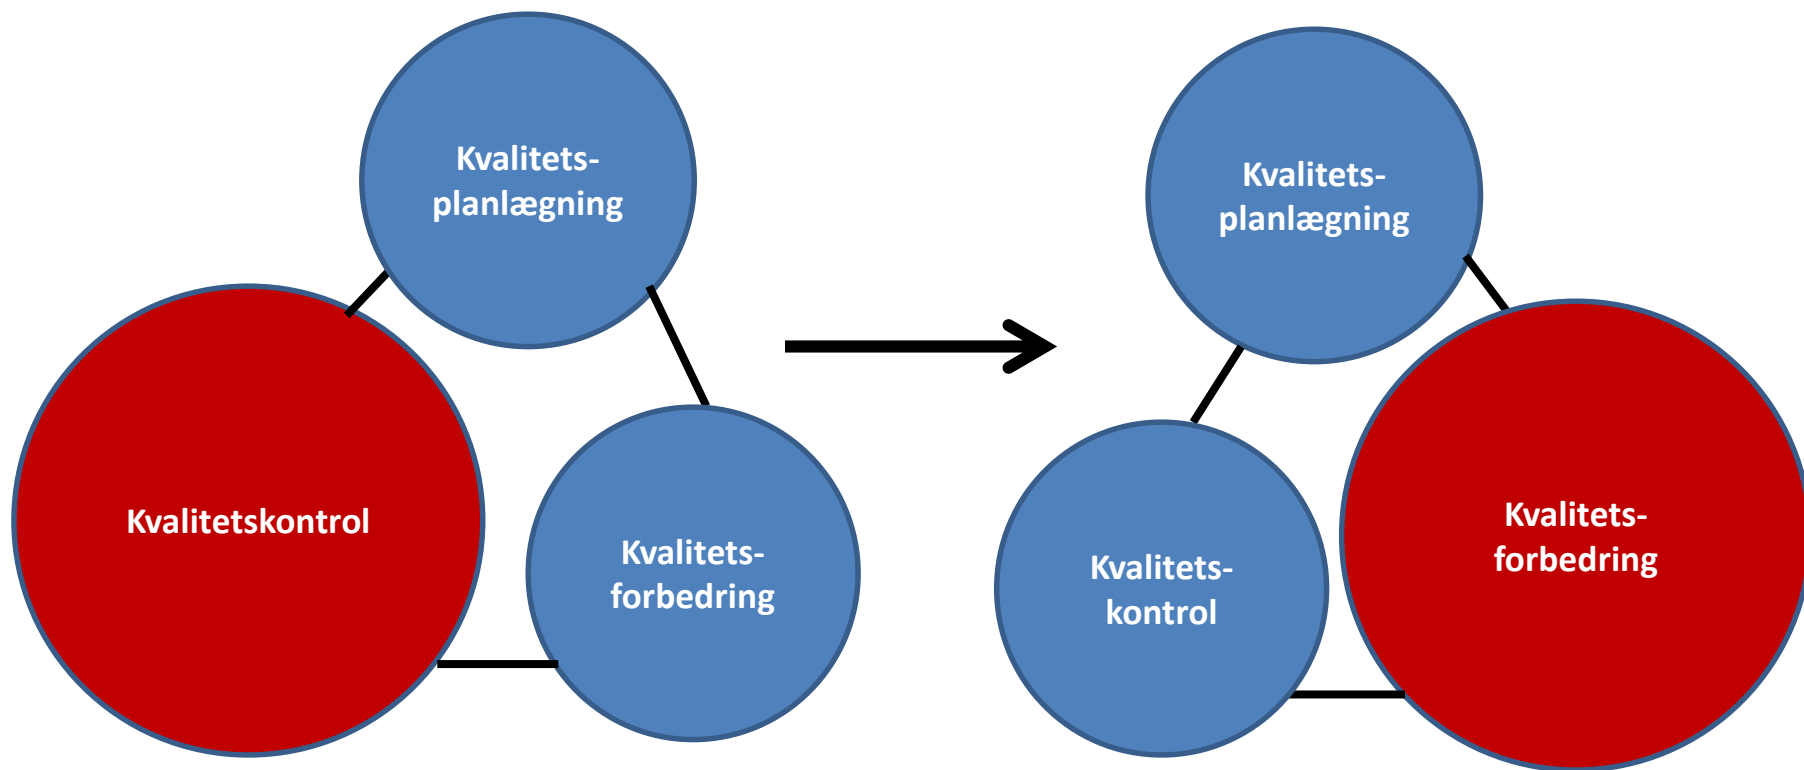 Kvalitets-
planlægning
Kvalitetskontrol
Kvalitets-
forbedring
Kvalitets-
planlægning
Kvalitets-
kontrol
Kvalitets-
forbedring